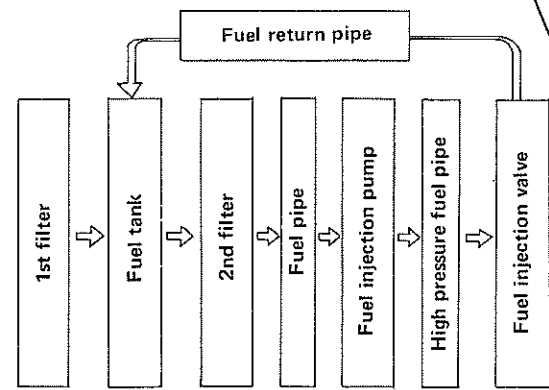 Fuel return pipe
1st filter
Fuel tank
2nd filter
Fuel pipe
Fuel injection pump
High pressure fuel pipe
Fuel injection valve